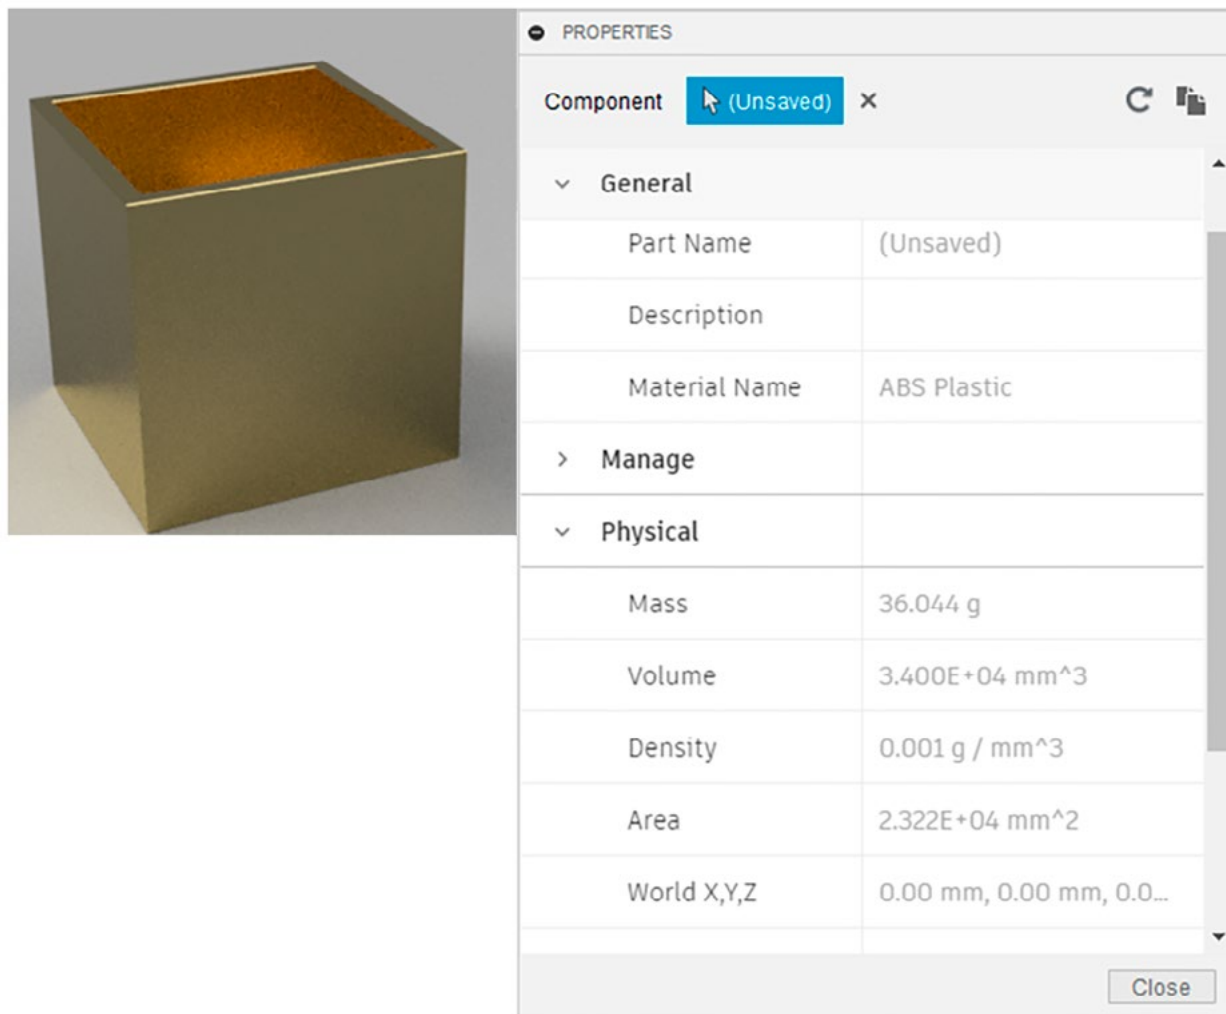 PROPERTIES
Component (Unsaved)
General
Part Name (Unsaved)
Description
Material Name ABS Plastic
Manage
Physical
Mass 36.044 g
Volume 3.400E+04 mm^3
Density 0.001 g / mm^3
Area 2.322E+04 mm^2
World X,Y,Z 0.00 mm, 0.00 mm, 0.0...
Close